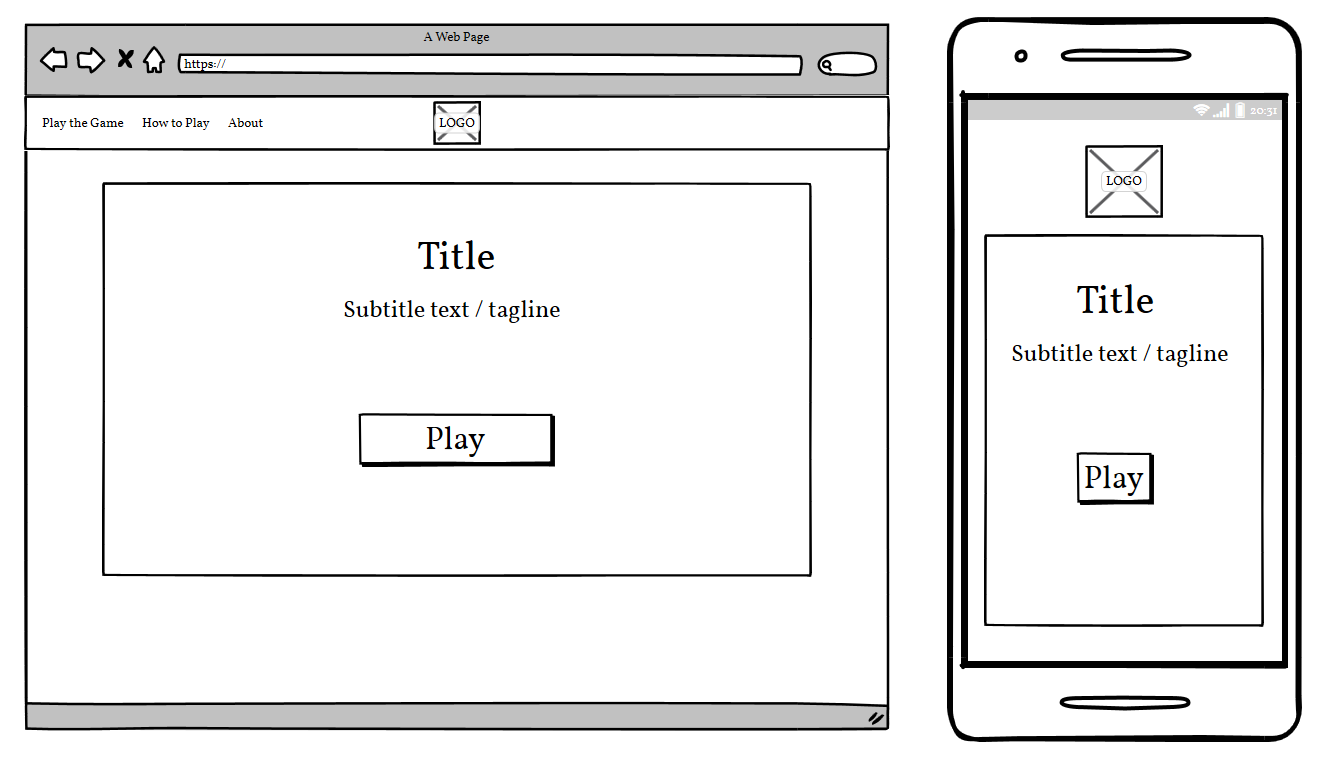 A Web Page
https://
Play the Game How to Play About LOGO
Title
Subtitle text / tagline
Play
20:31
LOGO
Title
Subtitle text / tagline
Play